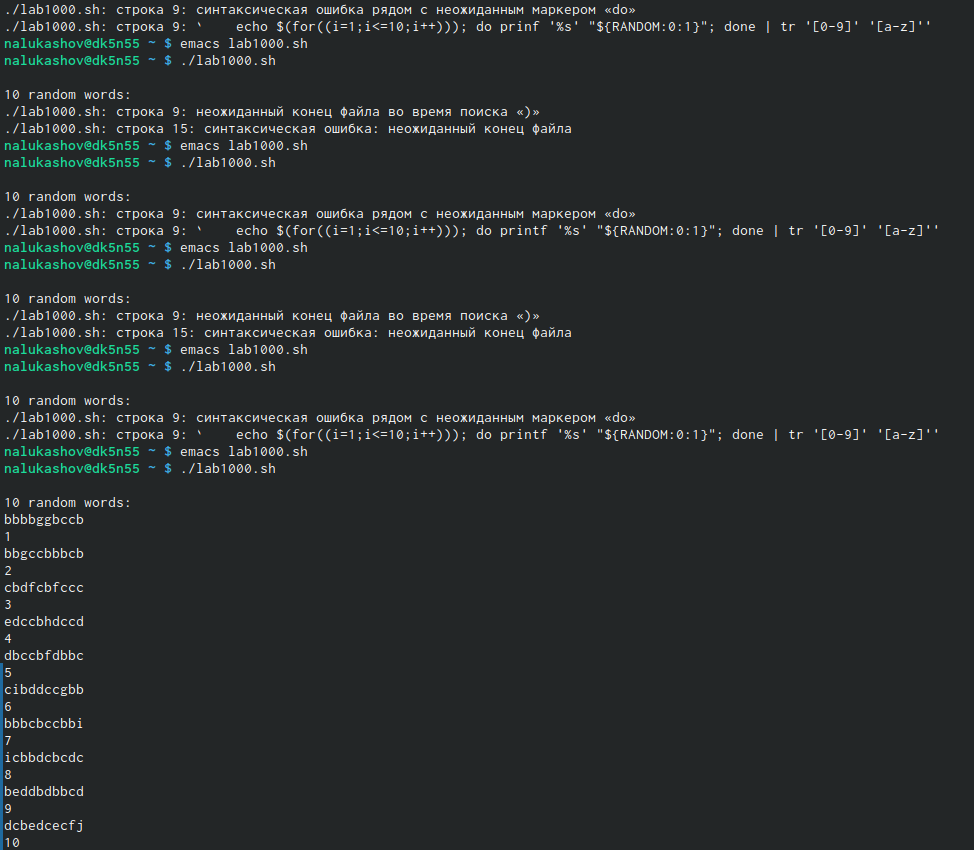 ./lab1000.sh: строка 9: синтаксическая ошибка рядом с неожиданным маркером «do»
./lab1000.sh: строка 9: `    echo $(for((i=1;i<=10;i++))); do prinf '%s' "${RANDOM:0:1}"; done | tr '[0-9]' '[a-z]''
nalukashov@dk5n55 ~ $ emacs lab1000.sh
nalukashov@dk5n55 ~ $ ./lab1000.sh

10 random words:
./lab1000.sh: строка 9: неожиданный конец файла во время поиска «)»
./lab1000.sh: строка 15: синтаксическая ошибка: неожиданный конец файла
nalukashov@dk5n55 ~ $ emacs lab1000.sh
nalukashov@dk5n55 ~ $ ./lab1000.sh

10 random words:
./lab1000.sh: строка 9: синтаксическая ошибка рядом с неожиданным маркером «do»
./lab1000.sh: строка 9: `    echo $(for((i=1;i<=10;i++))); do printf '%s' "${RANDOM:0:1}"; done | tr '[0-9]' '[a-z]''
nalukashov@dk5n55 ~ $ emacs lab1000.sh
nalukashov@dk5n55 ~ $ ./lab1000.sh

10 random words:
./lab1000.sh: строка 9: неожиданный конец файла во время поиска «)»
./lab1000.sh: строка 15: синтаксическая ошибка: неожиданный конец файла
nalukashov@dk5n55 ~ $ emacs lab1000.sh
nalukashov@dk5n55 ~ $ ./lab1000.sh

10 random words:
./lab1000.sh: строка 9: синтаксическая ошибка рядом с неожиданным маркером «do»
./lab1000.sh: строка 9: `    echo $(for((i=1;i<=10;i++))); do printf '%s' "${RANDOM:0:1}"; done | tr '[0-9]' '[a-z]''
nalukashov@dk5n55 ~ $ emacs lab1000.sh
nalukashov@dk5n55 ~ $ ./lab1000.sh

10 random words:
bbbbggbccb
1
bbgccbbbcb
2
cbdfcbfccc
3
edccbhdccd
4
dbccbfdbbc
5
cibddccgbb
6
bbbcbccbbi
7
icbbdcbcdc
8
beddbdbbcd
9
dcbedcecfj
10